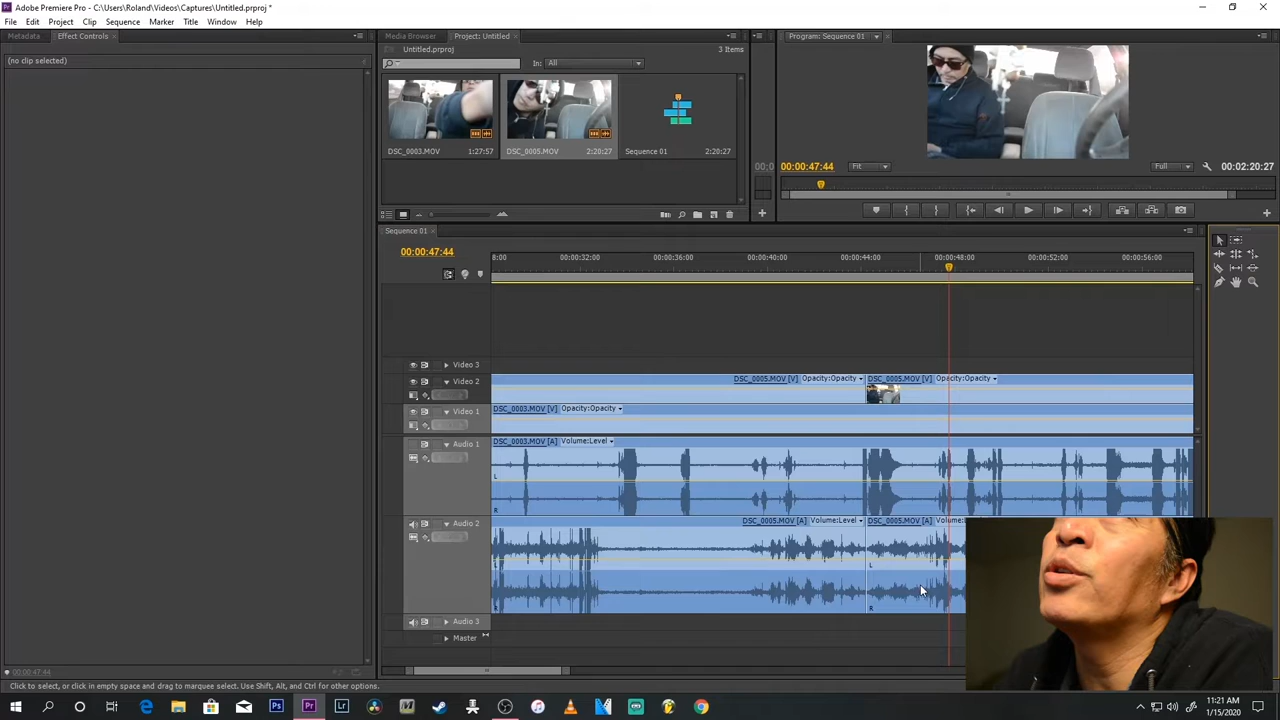 Adobe Premiere Pro - C:\Users\Roland\Videos\Captures\Untitled.prproj *
File Edit Project Clip Sequence Marker Title Window Help
Metadata Effect Controls
(no clip selected)
00:00:47:44
Media Browser Project: Untitled
Untitled.prproj 3 Items
In: All
DSC_0003.MOV 1:27:57 DSC_0005.MOV 2:20:27 Sequence 01 2:20:27
00;0
Program: Sequence 01
00:00:47:44 Fit Full 00:02:20:27
Sequence 01
00:00:47:44
8:00 00:00:32:00 00:00:36:00 00:00:40:00 00:00:44:00 00:00:48:00 00:00:52:00 00:00:56:00
Video 3
Video 2 DSC_0005.MOV [V] Opacity:Opacity DSC_0005.MOV [V] Opacity:Opacity
Video 1 DSC_0003.MOV [V] Opacity:Opacity
Audio 1 DSC_0003.MOV [A] Volume:Level
L
R
Audio 2 DSC_0005.MOV [A] Volume:Level DSC_0005.MOV [A]
L L
R
Audio 3
Master
Click to select, or click in empty space and drag to marquee select. Use Shift, Alt, and Ctrl for other options.
Ps Pr Lr
11:21 AM
1/15/2020